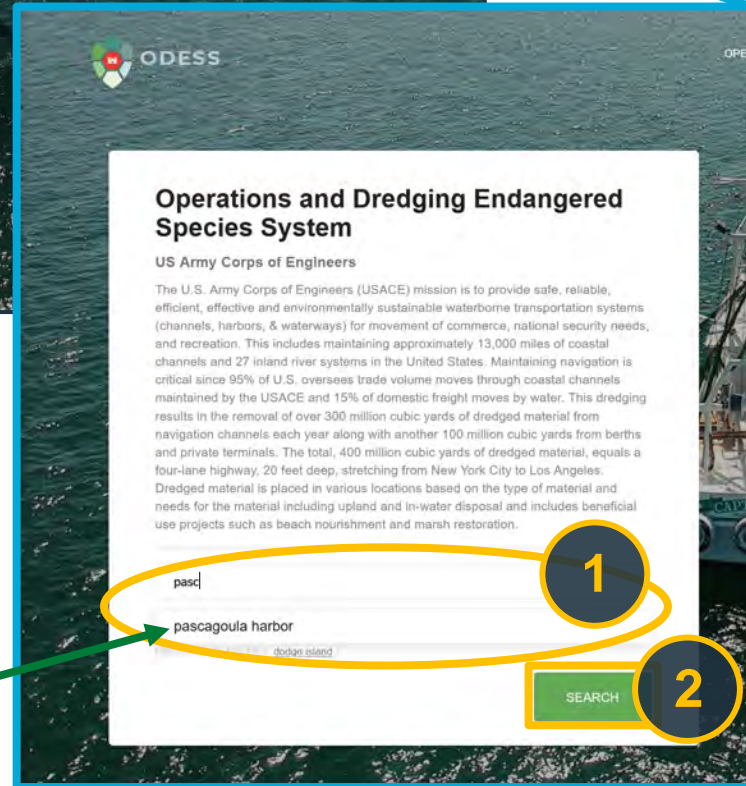 ODESS
OPE
Operations and Dredging Endangered
Species System
US Army Corps of Engineers
The U.S. Army Corps of Engineers (USACE) mission is to provide safe, reliable,
efficient, effective and environmentally sustainable waterborne transportation systems
(channels, harbors, & waterways) for movement of commerce, national security needs,
and recreation. This includes maintaining approximately 13,000 miles of coastal
channels and 27 inland river systems in the United States. Maintaining navigation is
critical since 95% of U.S. oversees trade volume moves through coastal channels
maintained by the USACE and 15% of domestic freight moves by water. This dredging
results in the removal of over 300 million cubic yards of dredged material from
navigation channels each year along with another 100 million cubic yards from berths
and private terminals. The total, 400 million cubic yards of dredged material, equals a
four-lane highway, 20 feet deep, stretching from New York City to Los Angeles.
Dredged material is placed in various locations based on the type of material and
needs for the material including upland and in-water disposal and includes beneficial
use projects such as beach nourishment and marsh restoration.
1
pasc
pascagoula harbor
dodge island
SEARCH
2